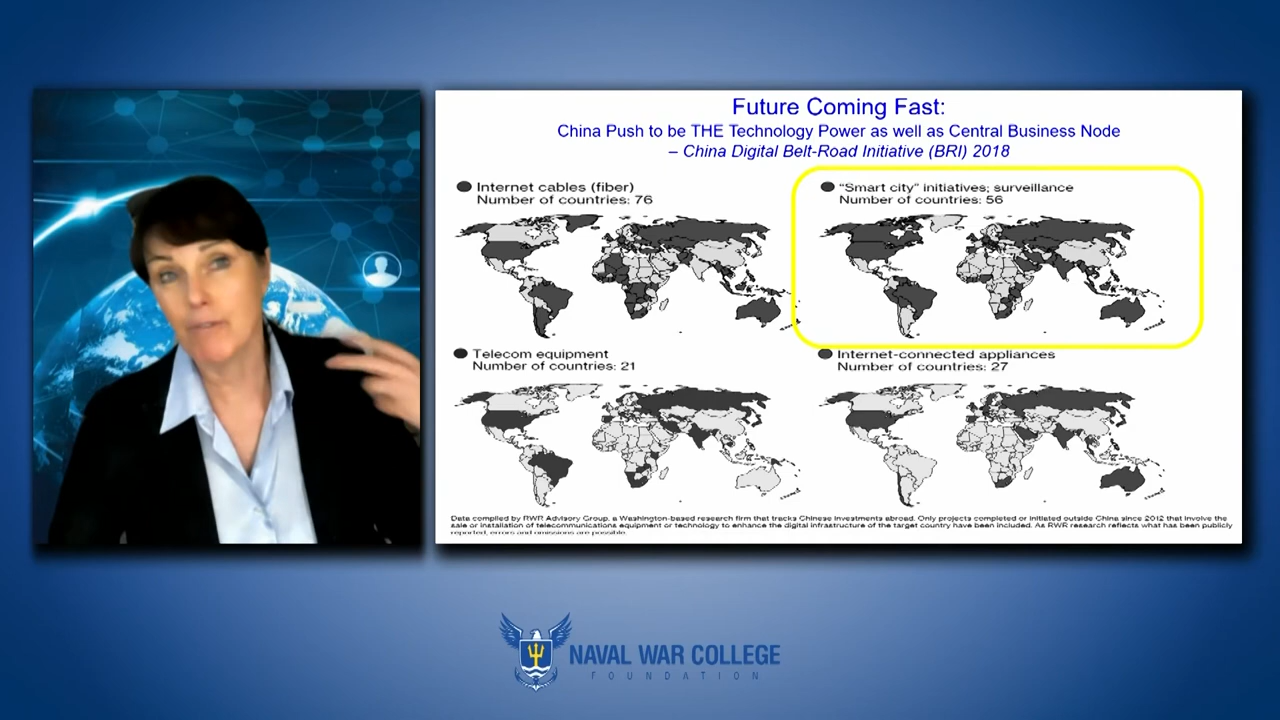 Future Coming Fast:
China Push to be THE Technology Power as well as Central Business Node
– China Digital Belt-Road Initiative (BRI) 2018
Internet cables (fiber)
Number of countries: 76
"Smart city" initiatives; surveillance
Number of countries: 56
Telecom equipment
Number of countries: 21
Internet-connected appliances
Number of countries: 27
Data compiled by RWR Advisory Group, a Washington-based research firm that tracks Chinese investments abroad. Only projects completed or initiated outside China since 2012 that involve the
sale or installation of telecommunications equipment or technology to enhance the digital infrastructure of the target country have been included. As RWR research reflects what has been publicly
reported, errors and omissions are possible.
NAVAL WAR COLLEGE
FOUNDATION